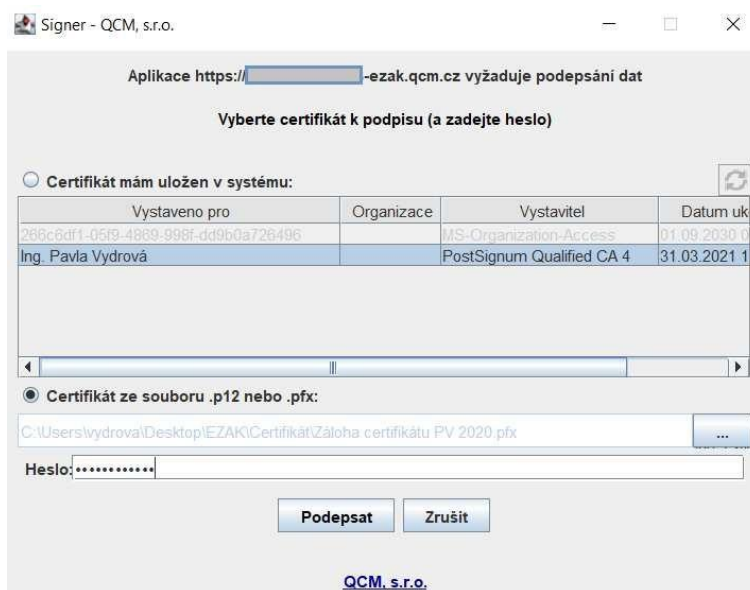 Signer - QCM, s.r.o.
Aplikace https:// -ezak.qcm.cz vyžaduje podepsání dat
Vyberte certifikát k podpisu (a zadejte heslo)
Certifikát mám uložen v systému:
Vystaveno pro Organizace Vystavitel Datum uk
266c6df1-05f9-4869-998f-dd9b0a726496 MS-Organization-Access 01.09.2030 0
Ing. Pavla Vydrová PostSignum Qualified CA 4 31.03.2021 1
Certifikát ze souboru .p12 nebo .pfx:
C:\Users\vydrova\Desktop\EZAK\Certifikát\Záloha certifikátu PV 2020.pfx ...
Heslo: ••••••••••••
Podepsat Zrušit
QCM, s.r.o.